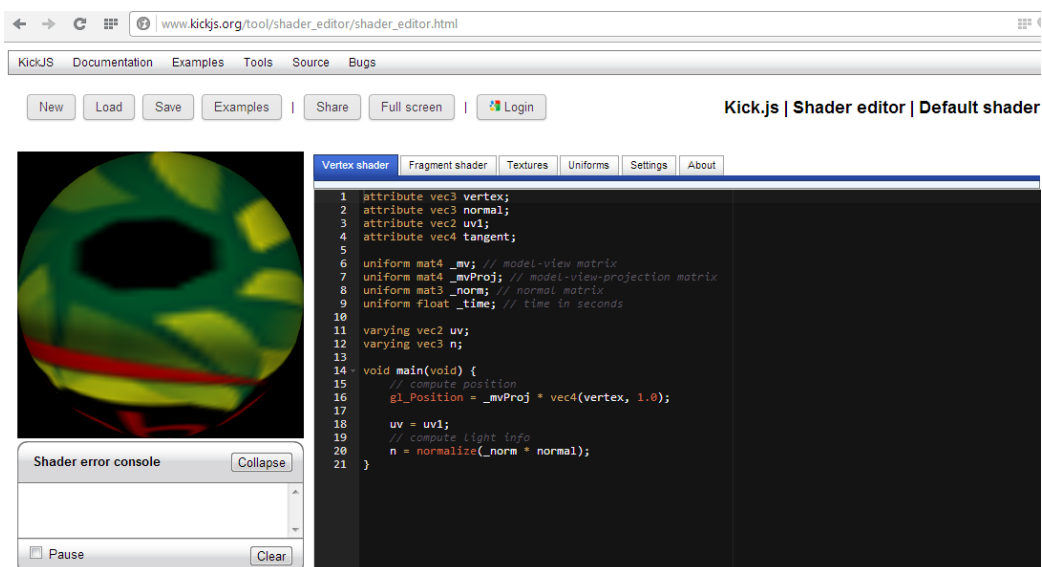 www.kickjs.org/tool/shader_editor/shader_editor.html
KickJS Documentation Examples Tools Source Bugs
New Load Save Examples | Share Full screen | Login Kick.js | Shader editor | Default shader
Vertex shader Fragment shader Textures Uniforms Settings About
1 attribute vec3 vertex;
2 attribute vec3 normal;
3 attribute vec2 uv1;
4 attribute vec4 tangent;
5
6 uniform mat4 _mv; // model-view matrix
7 uniform mat4 _mvProj; // model-view-projection matrix
8 uniform mat3 _norm; // normal matrix
9 uniform float _time; // time in seconds
10
11 varying vec2 uv;
12 varying vec3 n;
13
14 void main(void) {
15 // compute position
16 gl_Position = _mvProj * vec4(vertex, 1.0);
17
18 uv = uv1;
19 // compute light info
20 n = normalize(_norm * normal);
21 }
Shader error console Collapse
Pause Clear